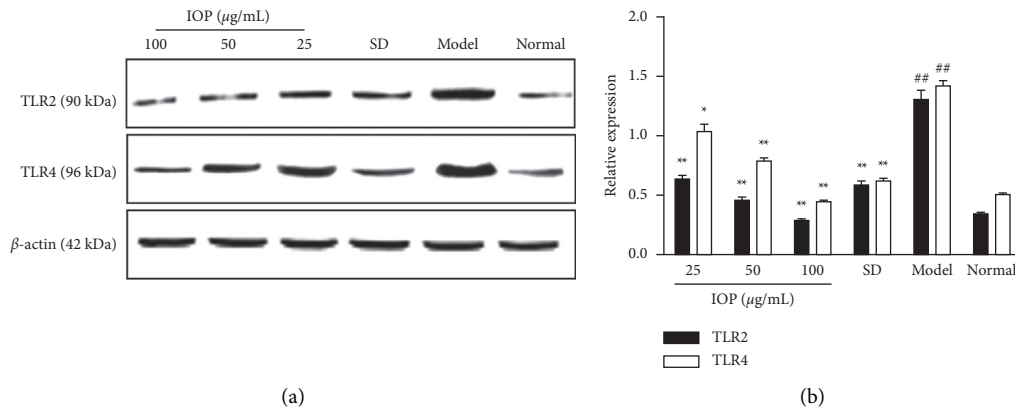 IOP (μg/mL)
100 50 25 SD Model Normal
TLR2 (90 kDa)
TLR4 (96 kDa)
β-actin (42 kDa)
(a)
2.0
1.5
1.0
0.5
0.0
Relative expression
** * ** ** ** ** ** ** ## ##
25 50 100 SD Model Normal
IOP (μg/mL)
TLR2
TLR4
(b)